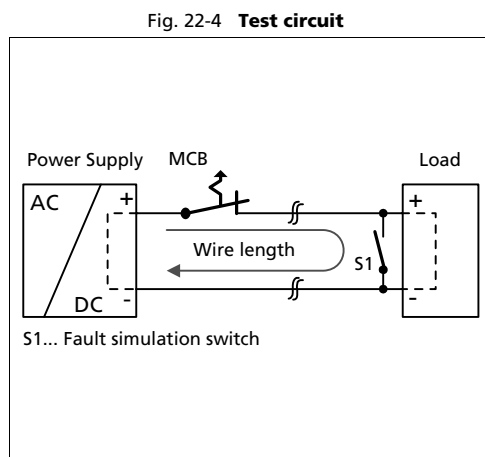 Fig. 22-4 Test circuit
Power Supply
MCB
Load
AC
+
+
Wire length
S1
-
-
DC
S1... Fault simulation switch